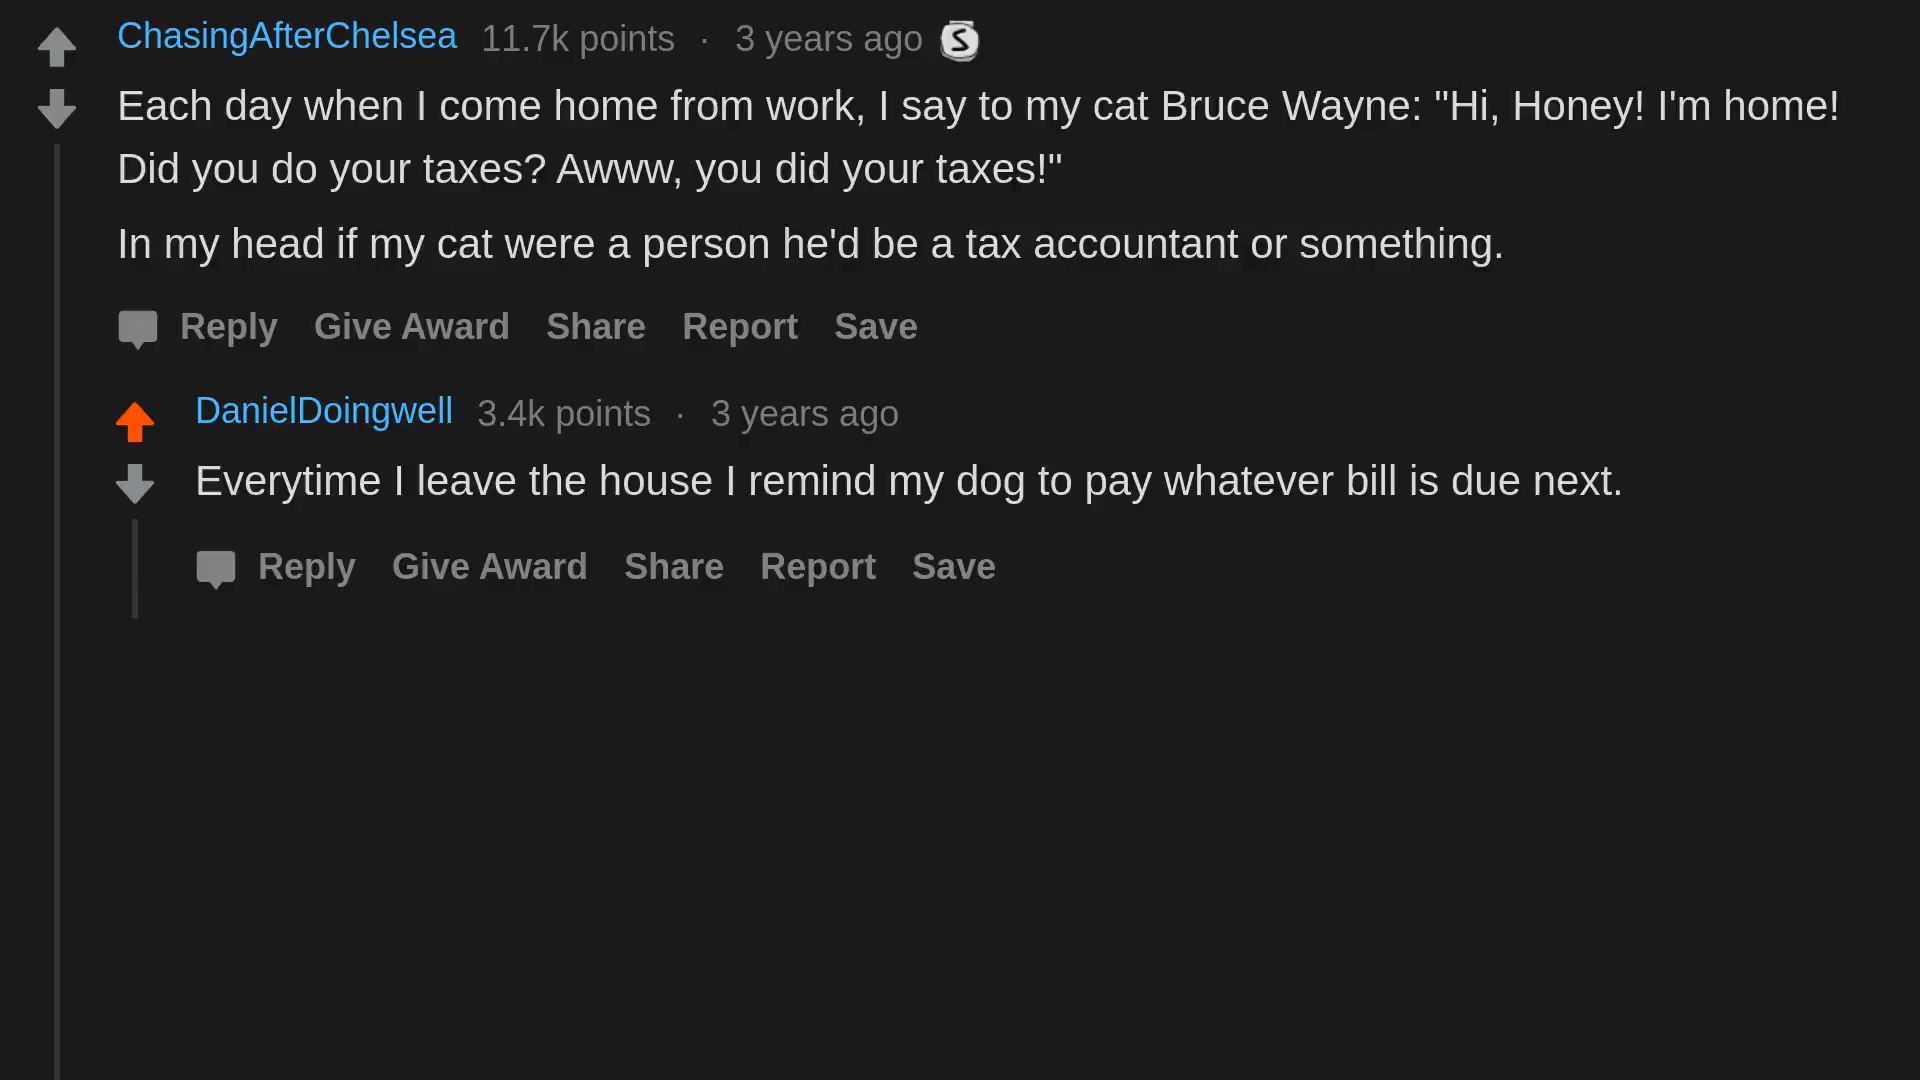 ChasingAfterChelsea 11.7k points · 3 years ago S
Each day when I come home from work, I say to my cat Bruce Wayne: "Hi, Honey! I'm home!
Did you do your taxes? Awww, you did your taxes!"
In my head if my cat were a person he'd be a tax accountant or something.
Reply Give Award Share Report Save
DanielDoingwell 3.4k points · 3 years ago
Everytime I leave the house I remind my dog to pay whatever bill is due next.
Reply Give Award Share Report Save